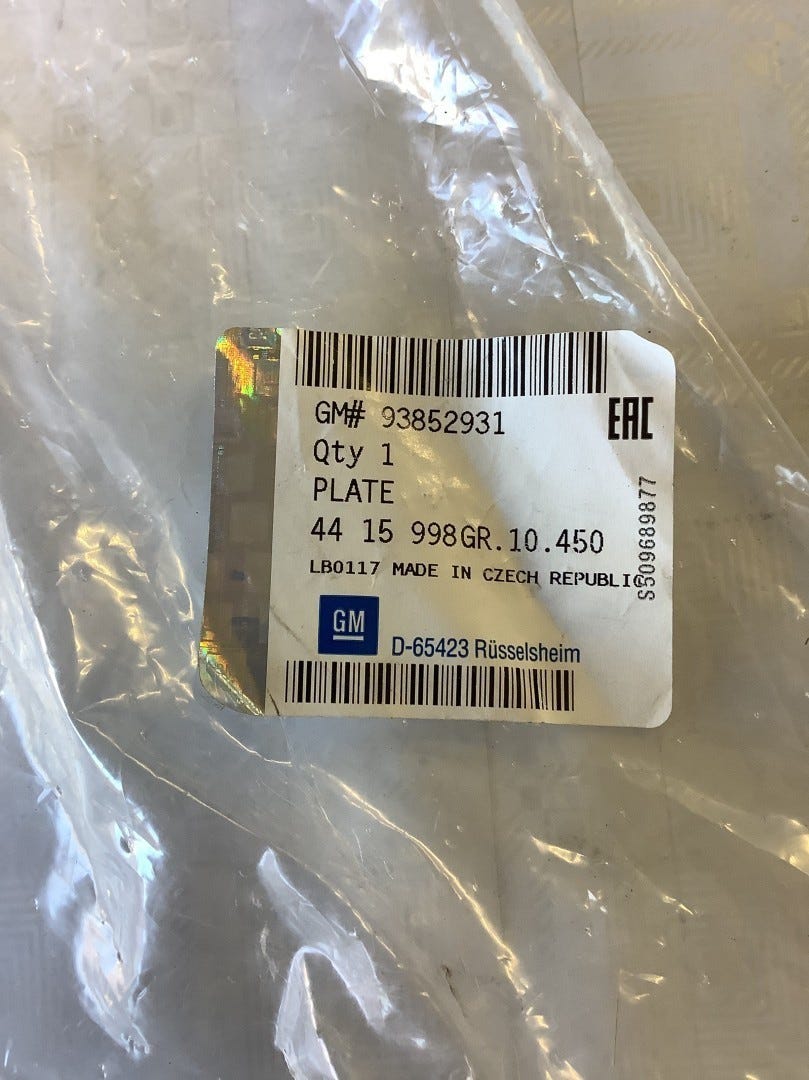 GM# 93852931
EAC
Qty 1
PLATE
44 15 998GR.10.450
LB0117 MADE IN CZECH REPUBLIC
S509689877
GM
D-65423 Rüsselsheim